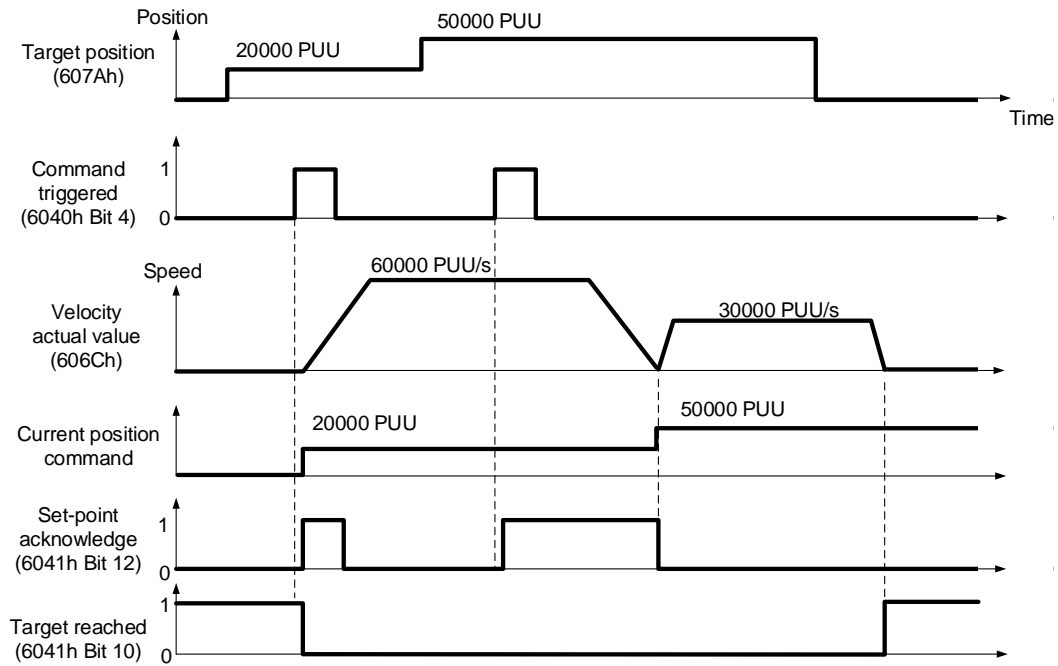 Position
50000 PUU
20000 PUU
Target position
(607Ah)
Time
Command
triggered
(6040h Bit 4)
1
0
Speed
60000 PUU/s
30000 PUU/s
Velocity
actual value
(606Ch)
50000 PUU
20000 PUU
Current position
command
Set-point
acknowledge
(6041h Bit 12)
1
0
Target reached
(6041h Bit 10)
1
0